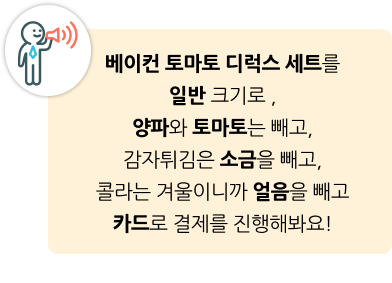 베이컨 토마토 디럭스 세트를
일반 크기로 ,
양파와 토마토는 빼고,
감자튀김은 소금을 빼고,
콜라는 겨울이니까 얼음을 빼고
카드로 결제를 진행해봐요!